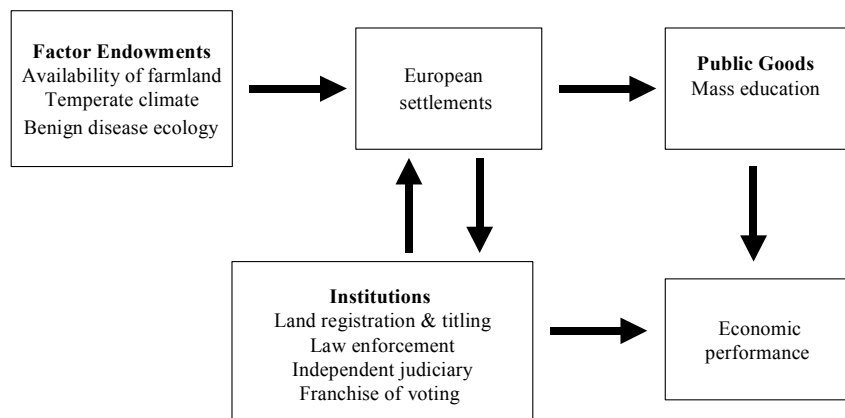 Factor Endowments
Availability of farmland
Temperate climate
Benign disease ecology
European
settlements
Public Goods
Mass education
Institutions
Land registration & titling
Law enforcement
Independent judiciary
Franchise of voting
Economic
performance